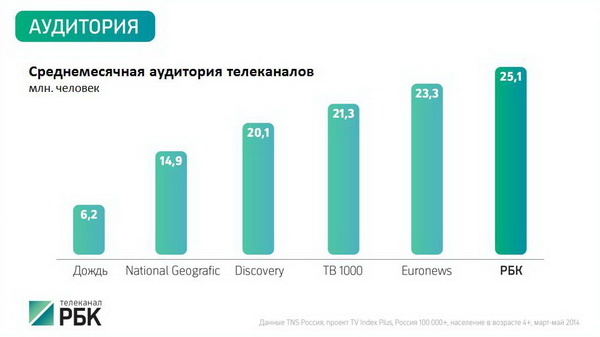 АУДИТОРИЯ
Среднемесячная аудитория телеканалов
млн. человек
6,2
14,9
20,1
21,3
23,3
25,1
Дождь
National Geografic
Discovery
ТВ 1000
Euronews
РБК
телеканал
РБК
Данные TNS Россия, проект TV Index Plus, Россия 100 000+, население в возрасте 4+, март-май 2014